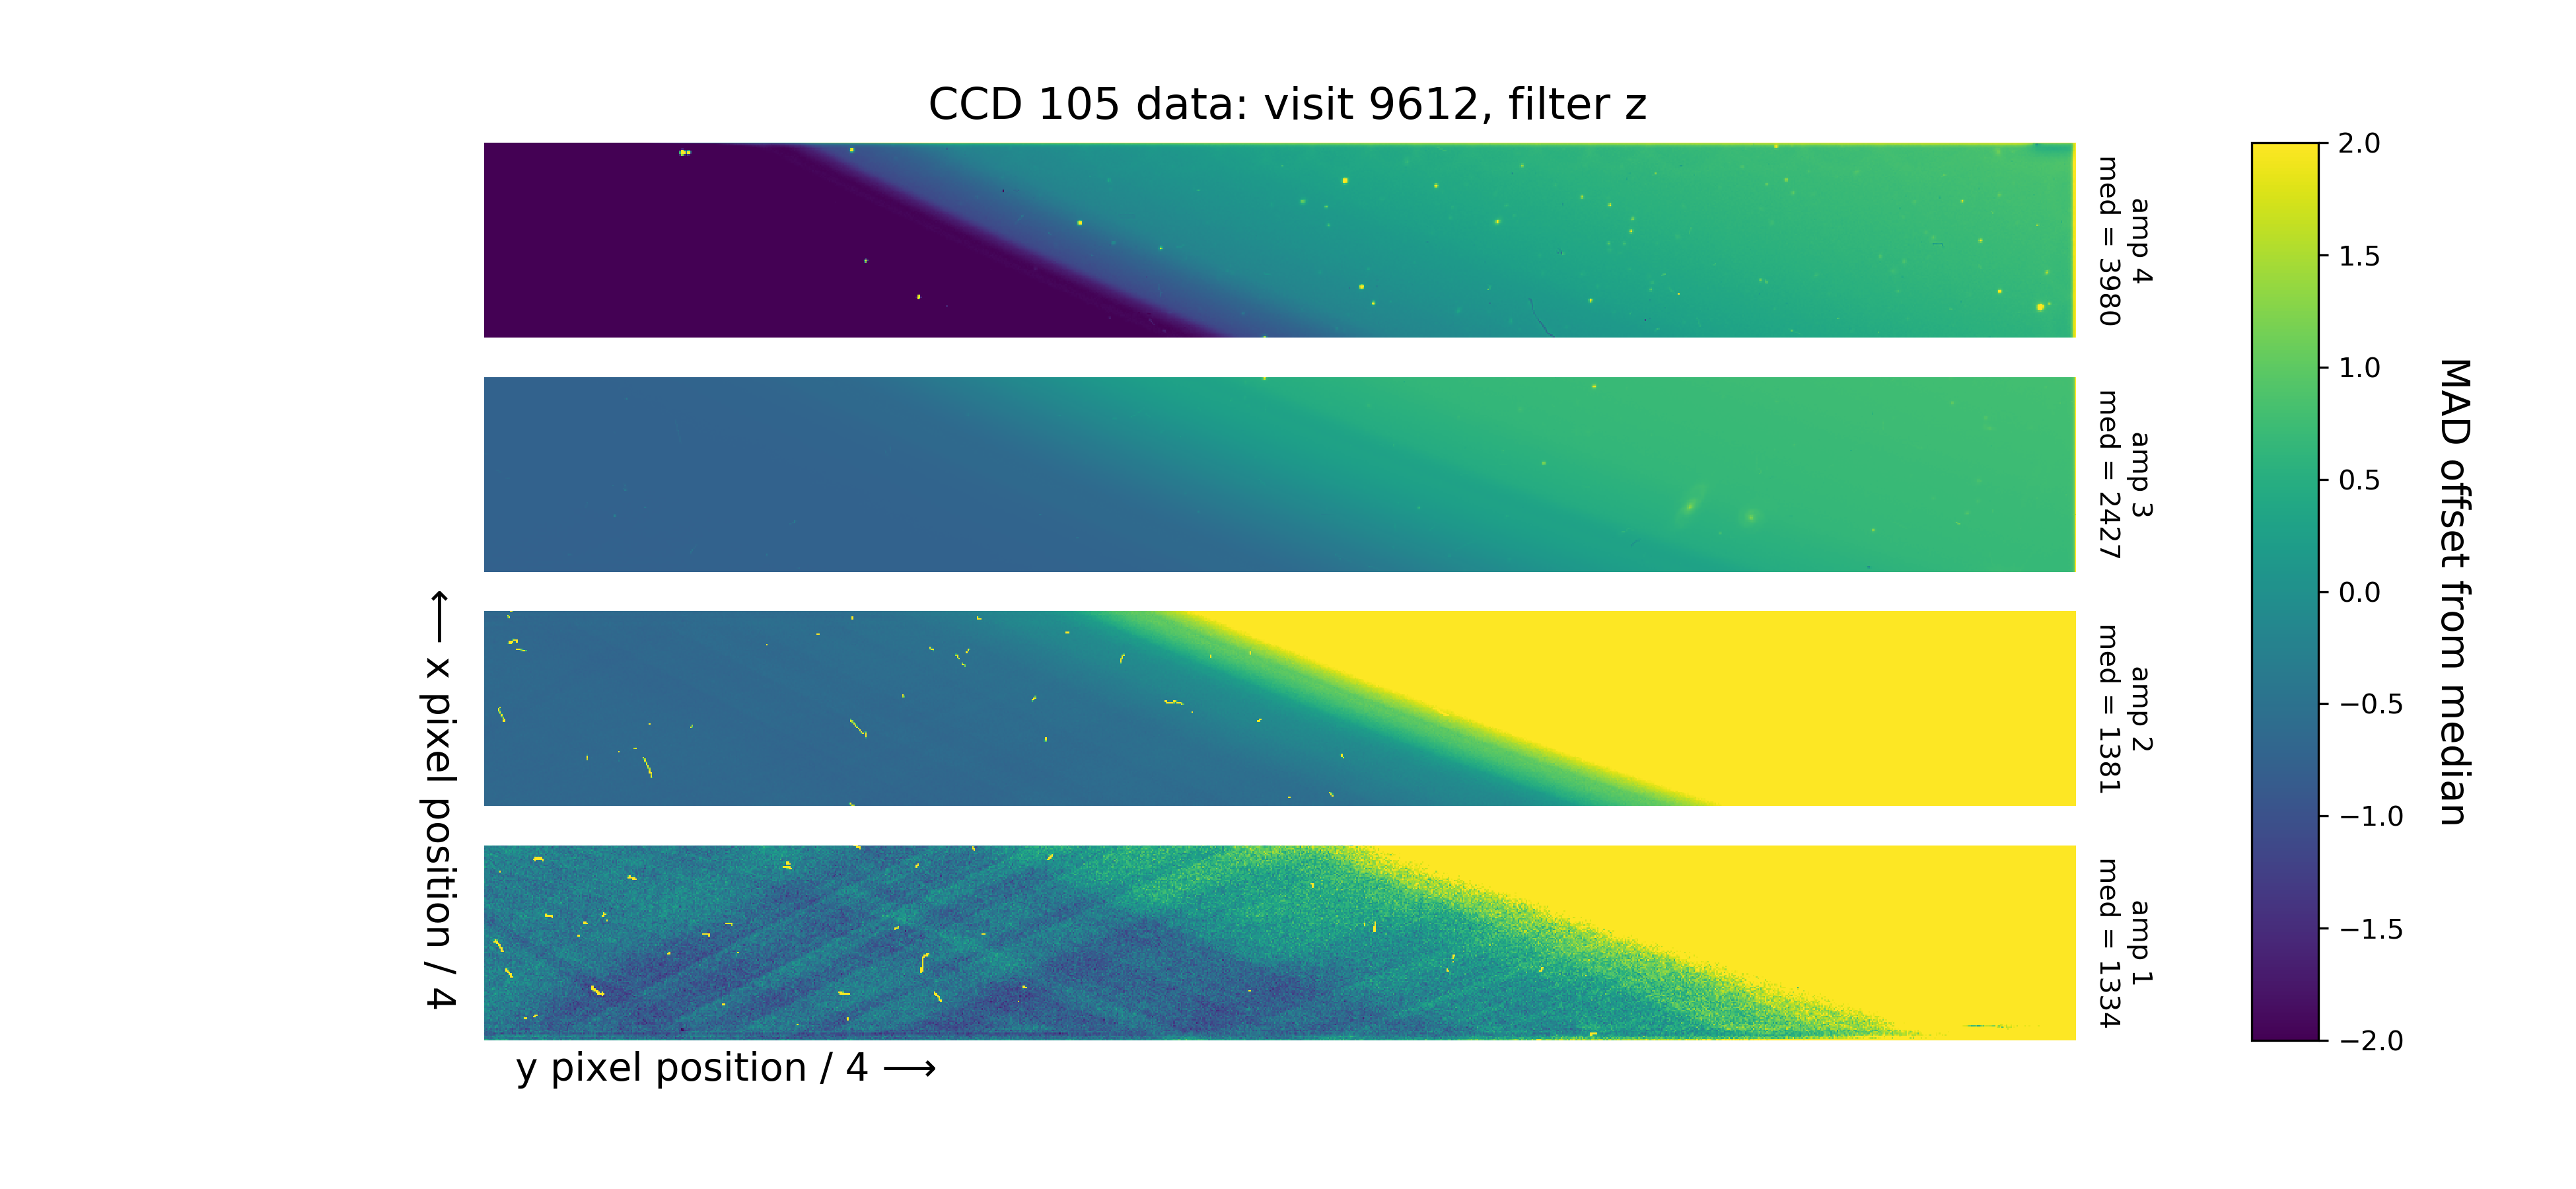 CCD 105 data: visit 9612, filter z
amp 4
med = 3980
amp 3
med = 2427
amp 2
med = 1381
amp 1
med = 1334
⟵ x pixel position / 4
y pixel position / 4 ⟶
2.0
1.5
1.0
0.5
0.0
−0.5
−1.0
−1.5
−2.0
MAD offset from median